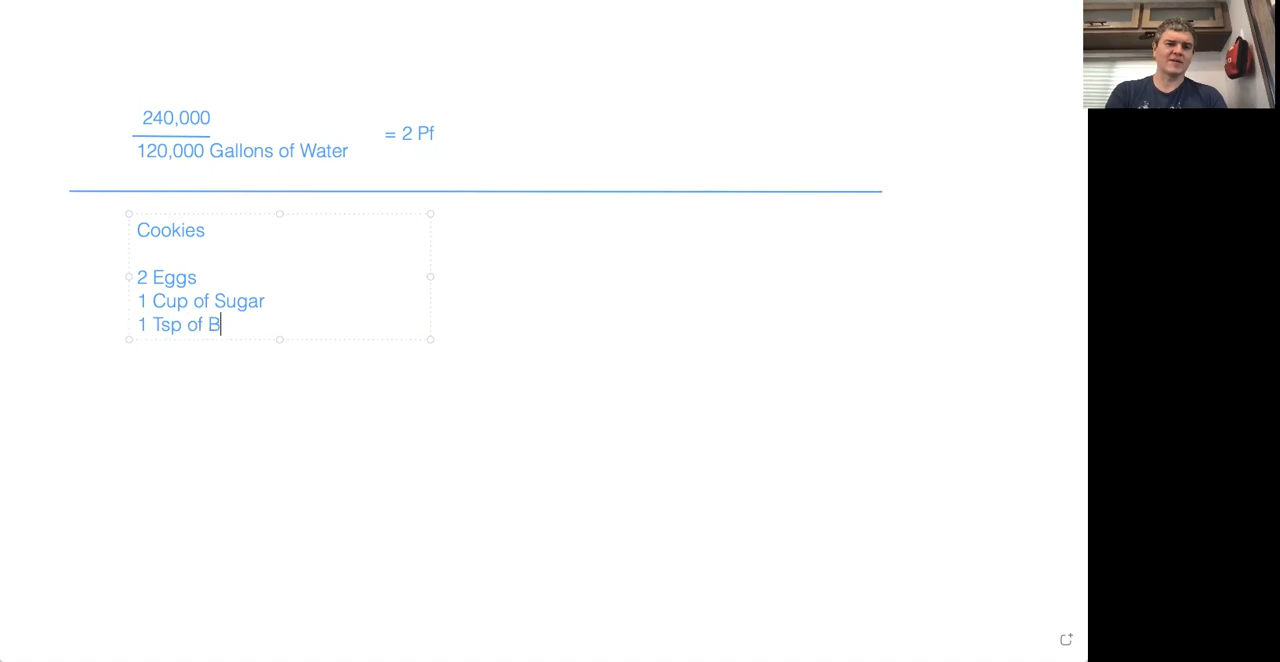 240,000
120,000 Gallons of Water
= 2 Pf
Cookies
2 Eggs
1 Cup of Sugar
1 Tsp of B